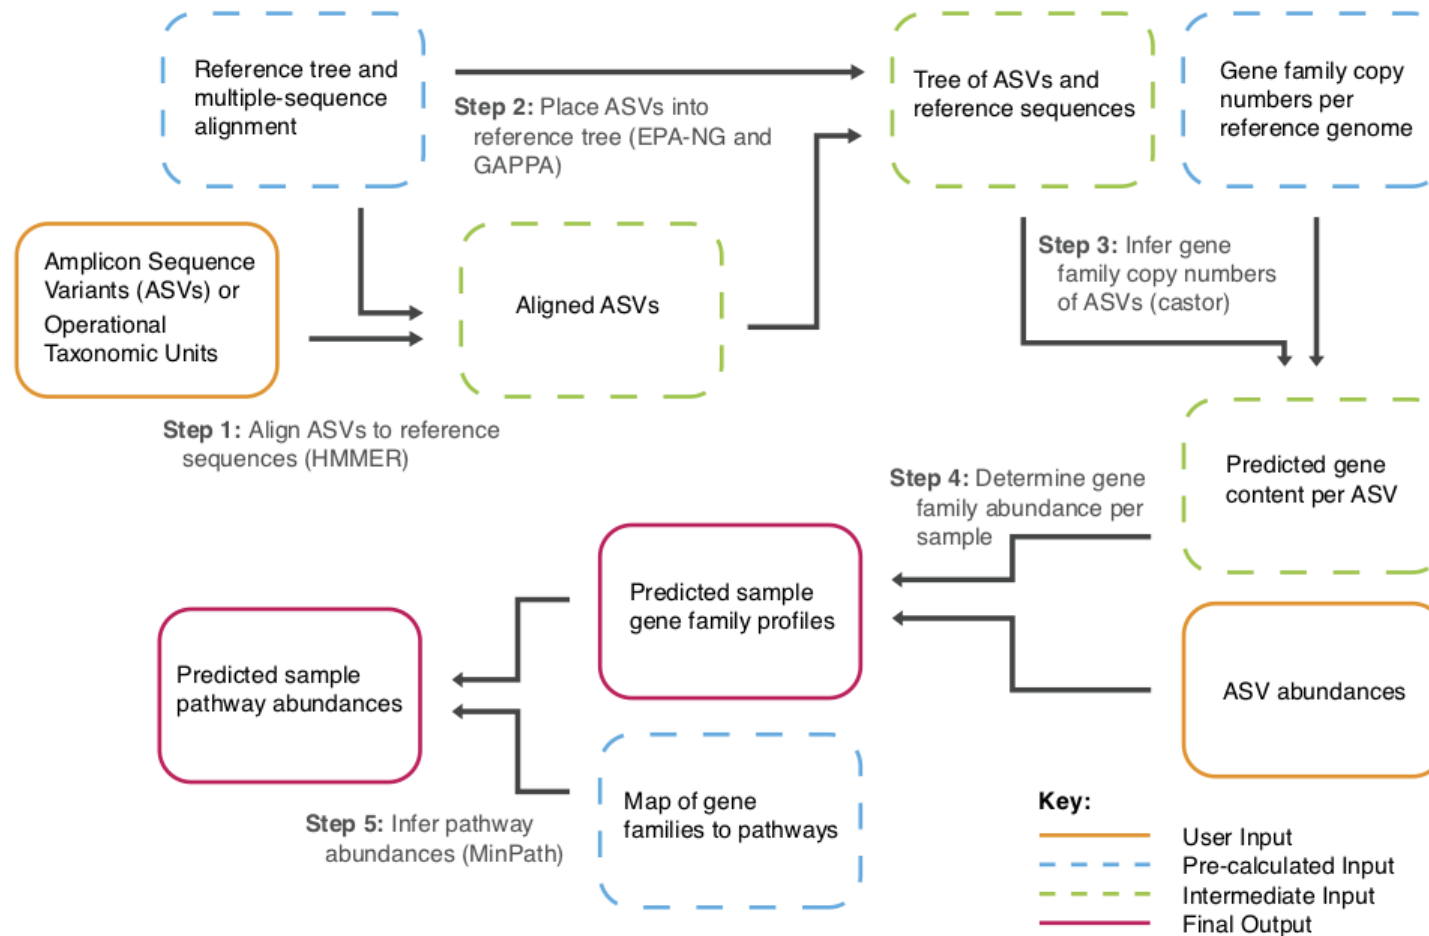 Reference tree and
multiple-sequence
alignment
Step 2: Place ASVs into
reference tree (EPA-NG and
GAPPA)
Tree of ASVs and
reference sequences
Gene family copy
numbers per
reference genome
Amplicon Sequence
Variants (ASVs) or
Operational
Taxonomic Units
Aligned ASVs
Step 3: Infer gene
family copy numbers
of ASVs (castor)
Step 1: Align ASVs to reference
sequences (HMMER)
Predicted gene
content per ASV
Step 4: Determine gene
family abundance per
sample
Predicted sample
gene family profiles
ASV abundances
Predicted sample
pathway abundances
Map of gene
families to pathways
Step 5: Infer pathway
abundances (MinPath)
Key:
User Input
Pre-calculated Input
Intermediate Input
Final Output